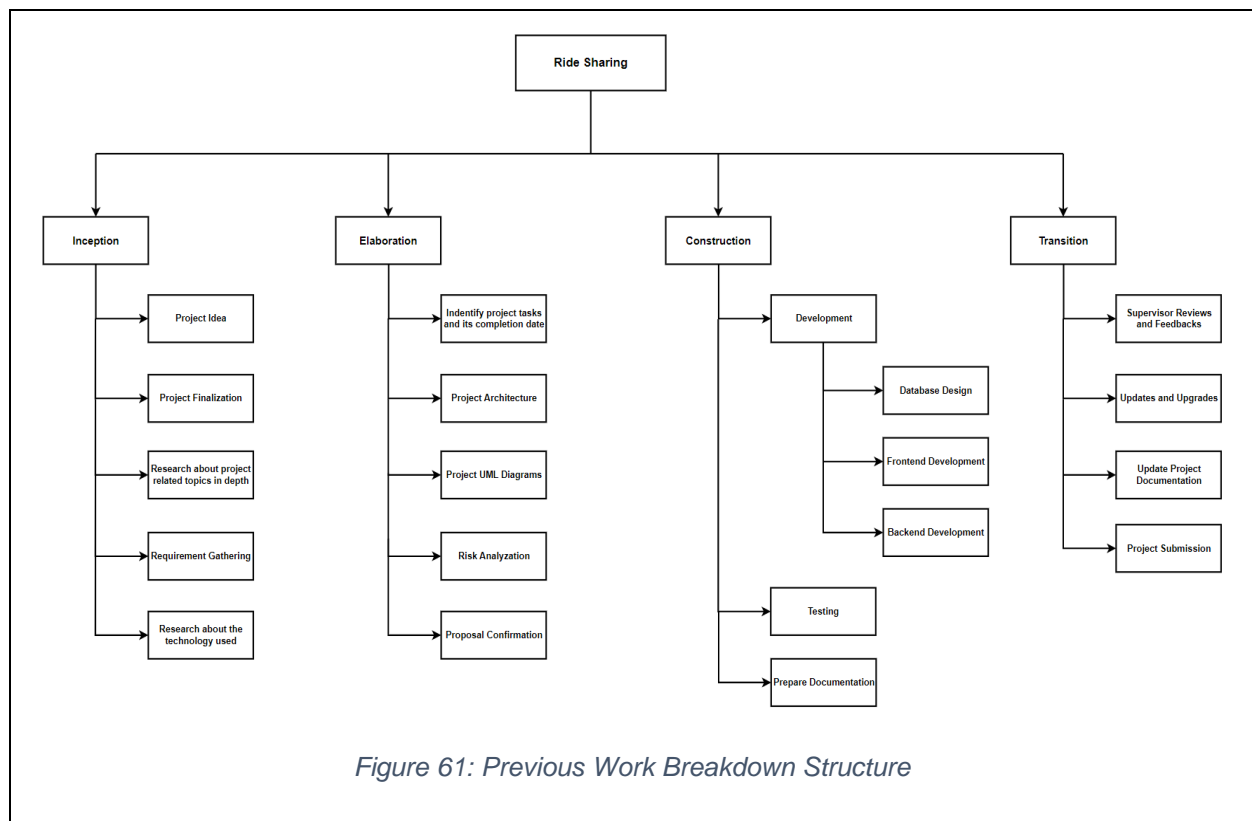 Ride Sharing
Inception
Project Idea
Project Finalization
Research about project
related topics in depth
Requirement Gathering
Research about the
technology used
Elaboration
Indentify project tasks
and its completion date
Project Architecture
Project UML Diagrams
Risk Analyzation
Proposal Confirmation
Construction
Development
Database Design
Frontend Development
Backend Development
Testing
Prepare Documentation
Transition
Supervisor Reviews
and Feedbacks
Updates and Upgrades
Update Project
Documentation
Project Submission
Figure 61: Previous Work Breakdown Structure